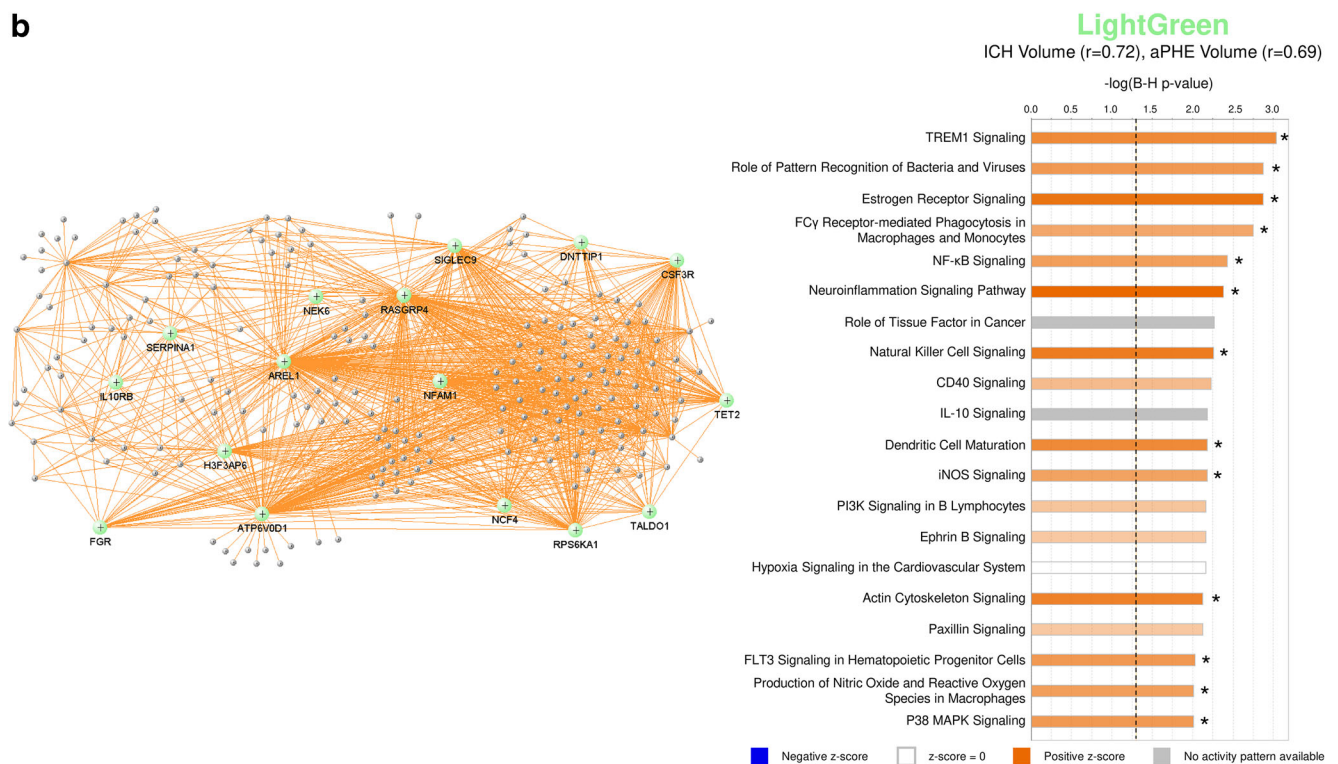 b
LightGreen
ICH Volume (r=0.72), aPHE Volume (r=0.69)
-log(B-H p-value)
0.0 0.5 1.0 1.5 2.0 2.5 3.0
TREM1 Signaling *
Role of Pattern Recognition of Bacteria and Viruses *
Estrogen Receptor Signaling *
FCγ Receptor-mediated Phagocytosis in
Macrophages and Monocytes *
NF-κB Signaling *
Neuroinflammation Signaling Pathway *
Role of Tissue Factor in Cancer
Natural Killer Cell Signaling *
CD40 Signaling
IL-10 Signaling
Dendritic Cell Maturation *
iNOS Signaling *
PI3K Signaling in B Lymphocytes
Ephrin B Signaling
Hypoxia Signaling in the Cardiovascular System
Actin Cytoskeleton Signaling *
Paxillin Signaling
FLT3 Signaling in Hematopoietic Progenitor Cells *
Production of Nitric Oxide and Reactive Oxygen
Species in Macrophages *
P38 MAPK Signaling *
Negative z-score
z-score = 0
Positive z-score
No activity pattern available
SIGLEC9
DNTTIP1
CSF3R
NEK6
RASGRP4
SERPINA1
AREL1
IL10RB
NFAM1
TET2
H3F3AP6
ATP6V0D1
NCF4
TALDO1
FGR
RPS6KA1